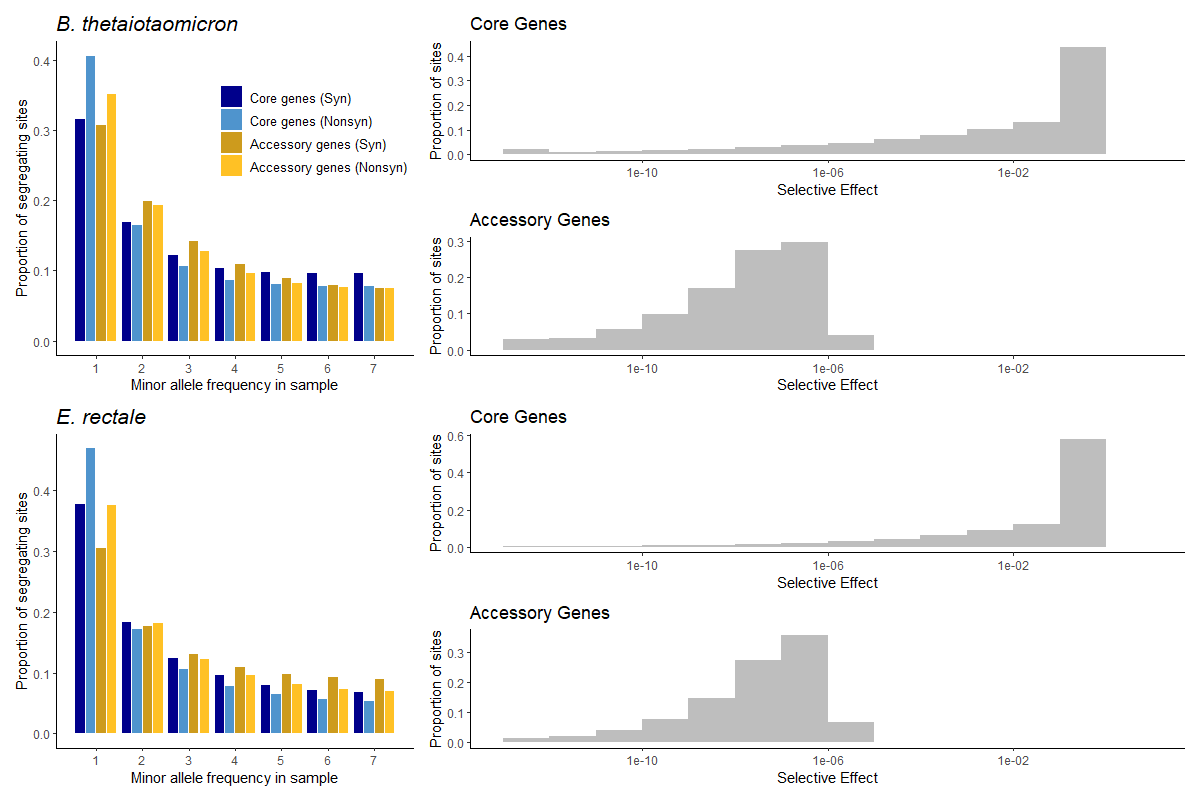 B. thetaiotaomicron
Proportion of segregating sites
0.4
0.3
0.2
0.1
0.0
Core genes (Syn)
Core genes (Nonsyn)
Accessory genes (Syn)
Accessory genes (Nonsyn)
1 2 3 4 5 6 7
Minor allele frequency in sample
Core Genes
Proportion of sites
0.4
0.3
0.2
0.1
0.0
1e-10 1e-06 1e-02
Selective Effect
Accessory Genes
Proportion of sites
0.3
0.2
0.1
0.0
1e-10 1e-06 1e-02
Selective Effect
E. rectale
Proportion of segregating sites
0.4
0.3
0.2
0.1
0.0
1 2 3 4 5 6 7
Minor allele frequency in sample
Core Genes
Proportion of sites
0.6
0.4
0.2
0.0
1e-10 1e-06 1e-02
Selective Effect
Accessory Genes
Proportion of sites
0.3
0.2
0.1
0.0
1e-10 1e-06 1e-02
Selective Effect